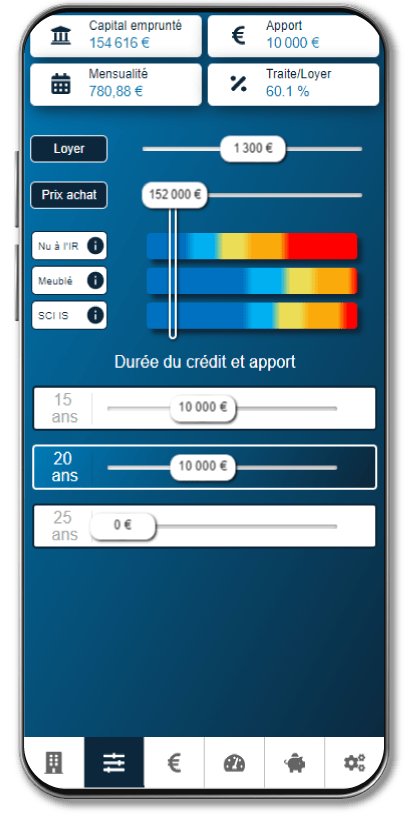 Capital emprunté
154 616 €
€
Apport
10 000 €
Mensualité
780,88 €
%
Traite/Loyer
60.1 %
Loyer
1 300 €
Prix achat
152 000 €
Nu à l'IR i
Meublé i
SCI IS i
Durée du crédit et apport
15
ans
10 000 €
20
ans
10 000 €
25
ans
0 €
€